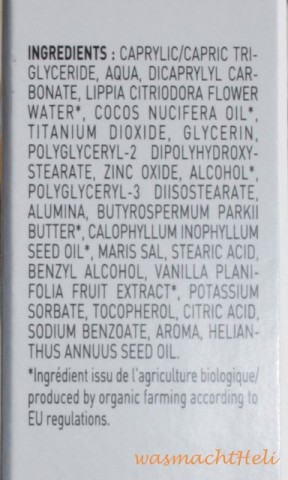 INGREDIENTS : CAPRYLIC/CAPRIC TRI-
GLYCERIDE, AQUA, DICAPRYLYL CAR-
BONATE, LIPPIA CITRIODORA FLOWER
WATER*, COCOS NUCIFERA OIL*,
TITANIUM DIOXIDE, GLYCERIN,
POLYGLYCERYL-2 DIPOLYHYDROXY-
STEARATE, ZINC OXIDE, ALCOHOL*,
POLYGLYCERYL-3 DIISOSTEARATE,
ALUMINA, BUTYROSPERMUM PARKII
BUTTER*, CALOPHYLLUM INOPHYLLUM
SEED OIL*, MARIS SAL, STEARIC ACID,
BENZYL ALCOHOL, VANILLA PLANI-
FOLIA FRUIT EXTRACT*, POTASSIUM
SORBATE, TOCOPHEROL, CITRIC ACID,
SODIUM BENZOATE, AROMA, HELIAN-
THUS ANNUUS SEED OIL.
*Ingrédient issu de l'agriculture biologique/
produced by organic farming according to
EU regulations.
wasmachtHeli